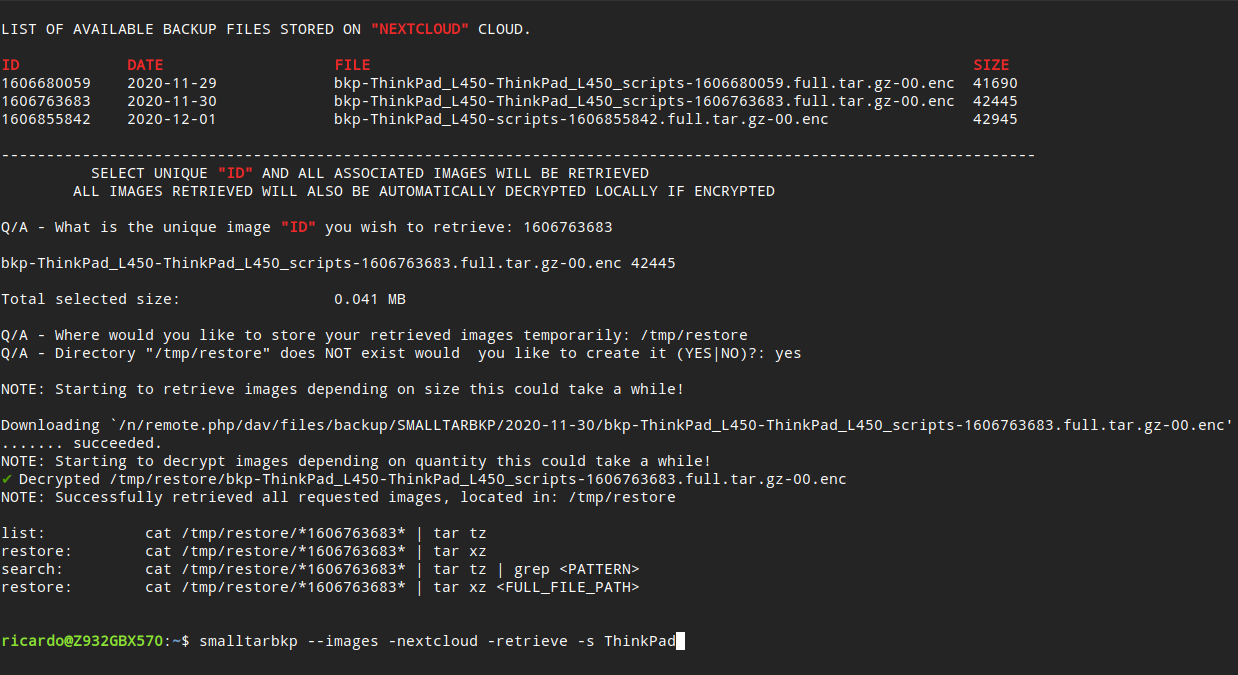 LIST OF AVAILABLE BACKUP FILES STORED ON "NEXTCLOUD" CLOUD.
ID DATE FILE SIZE
1606680059 2020-11-29 bkp-ThinkPad_L450-ThinkPad_L450_scripts-1606680059.full.tar.gz-00.enc 41690
1606763683 2020-11-30 bkp-ThinkPad_L450-ThinkPad_L450_scripts-1606763683.full.tar.gz-00.enc 42445
1606855842 2020-12-01 bkp-ThinkPad_L450-scripts-1606855842.full.tar.gz-00.enc 42945
-------------------------------------------------------------------------------------------------------------------
SELECT UNIQUE "ID" AND ALL ASSOCIATED IMAGES WILL BE RETRIEVED
ALL IMAGES RETRIEVED WILL ALSO BE AUTOMATICALLY DECRYPTED LOCALLY IF ENCRYPTED
Q/A - What is the unique image "ID" you wish to retrieve: 1606763683
bkp-ThinkPad_L450-ThinkPad_L450_scripts-1606763683.full.tar.gz-00.enc 42445
Total selected size: 0.041 MB
Q/A - Where would you like to store your retrieved images temporarily: /tmp/restore
Q/A - Directory "/tmp/restore" does NOT exist would  you like to create it (YES|NO)?: yes
NOTE: Starting to retrieve images depending on size this could take a while!
Downloading `/n/remote.php/dav/files/backup/SMALLTARBKP/2020-11-30/bkp-ThinkPad_L450-ThinkPad_L450_scripts-1606763683.full.tar.gz-00.enc'
....... succeeded.
NOTE: Starting to decrypt images depending on quantity this could take a while!
✔ Decrypted /tmp/restore/bkp-ThinkPad_L450-ThinkPad_L450_scripts-1606763683.full.tar.gz-00.enc
NOTE: Successfully retrieved all requested images, located in: /tmp/restore
list: cat /tmp/restore/*1606763683* | tar tz
restore: cat /tmp/restore/*1606763683* | tar xz
search: cat /tmp/restore/*1606763683* | tar tz | grep <PATTERN>
restore: cat /tmp/restore/*1606763683* | tar xz <FULL_FILE_PATH>
ricardo@Z932GBX570:~$ smalltarbkp --images -nextcloud -retrieve -s ThinkPad